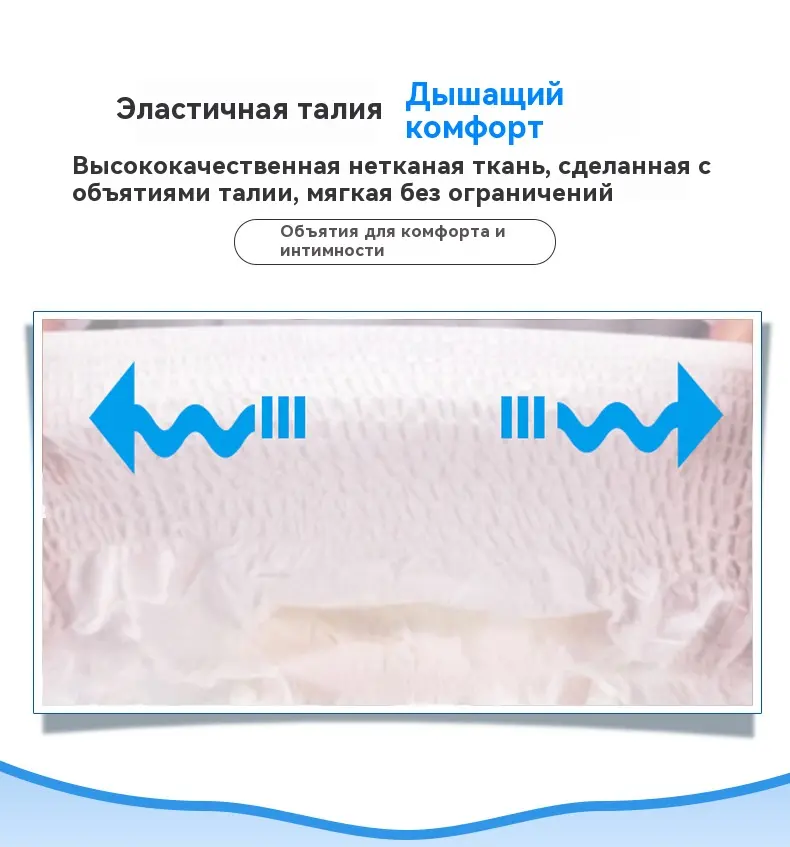 Эластичная талия
Дышащий
комфорт
Высококачественная нетканая ткань, сделанная с
объятиями талии, мягкая без ограничений
Объятия для комфорта и
интимности